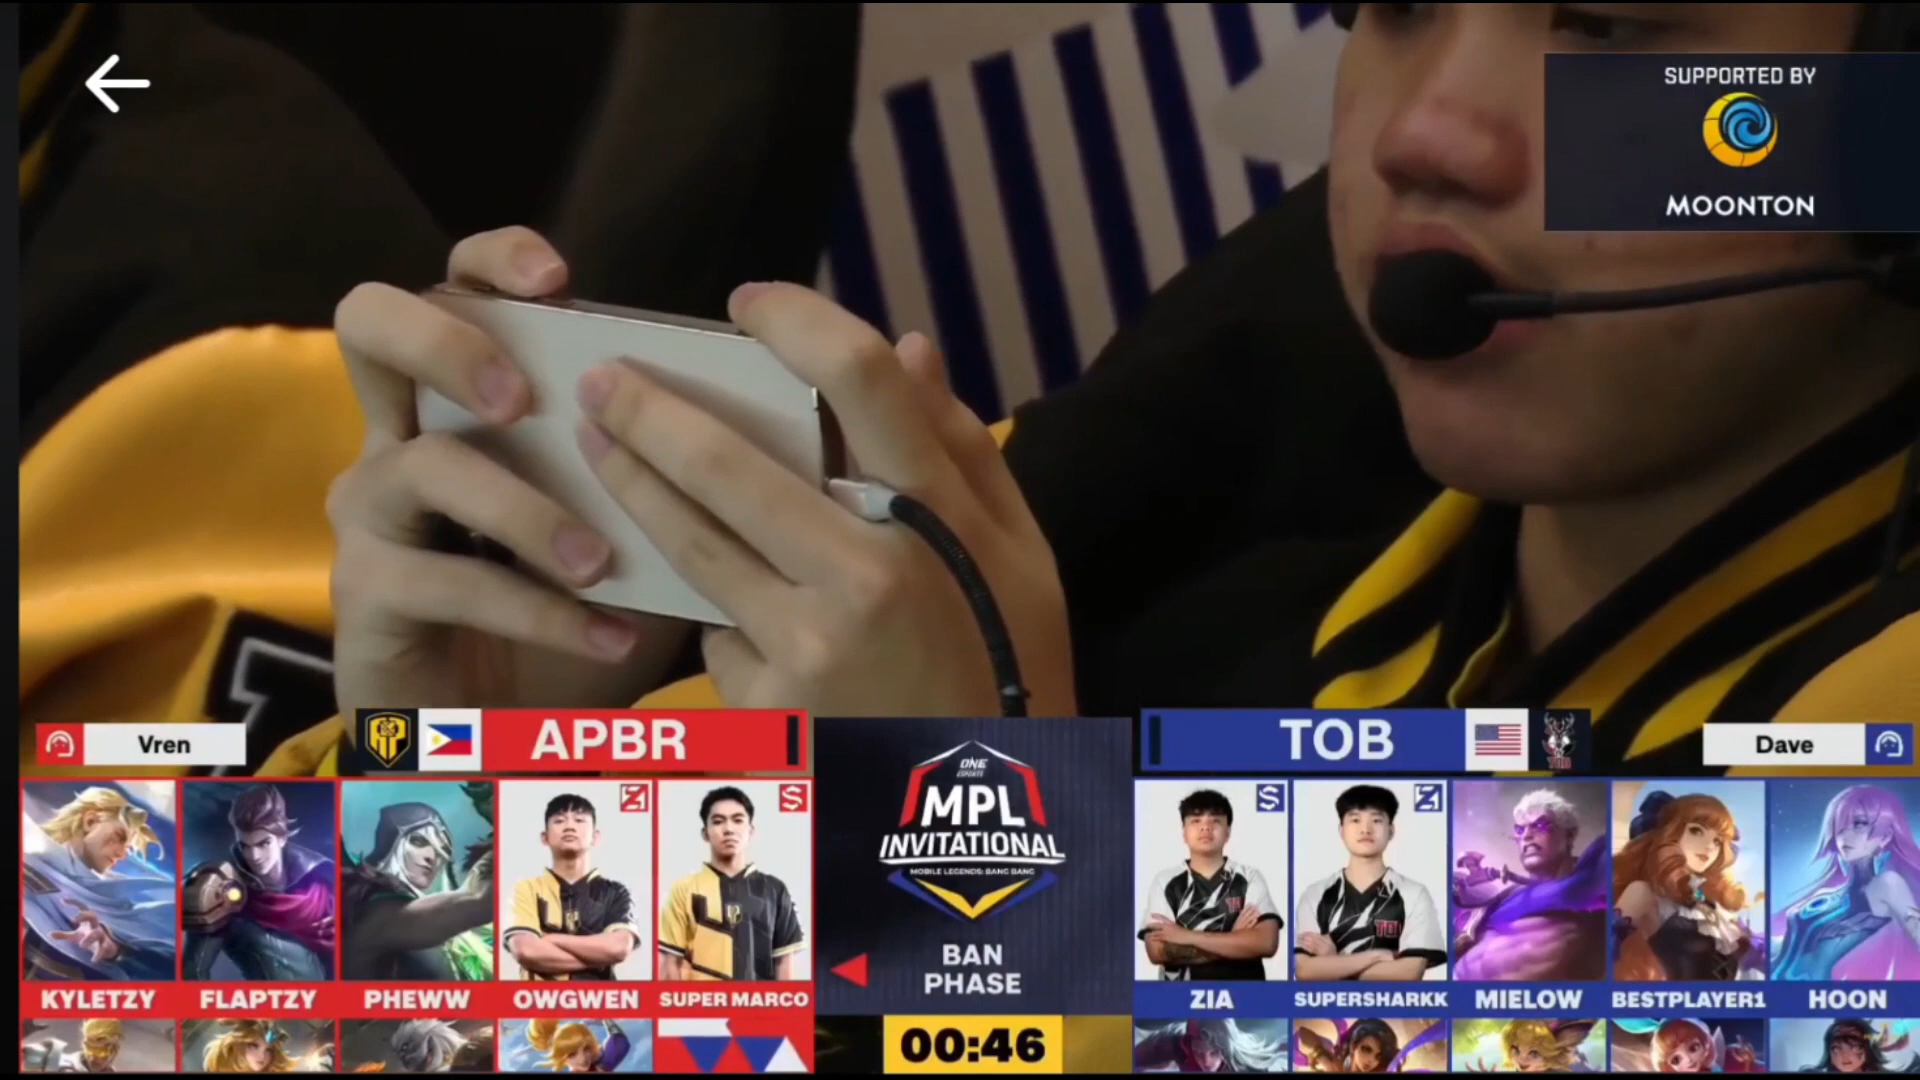 SUPPORTED BY
MOONTON
Vren
APBR
TOB
Dave
ONE
ESPORTS
MPL
INVITATIONAL
MOBILE LEGENDS: BANG BANG
BAN
PHASE
00:46
KYLETZY
FLAPTZY
PHEWW
OWGWEN
SUPER MARCO
ZIA
SUPERSHARKK
MIELOW
BESTPLAYER1
HOON